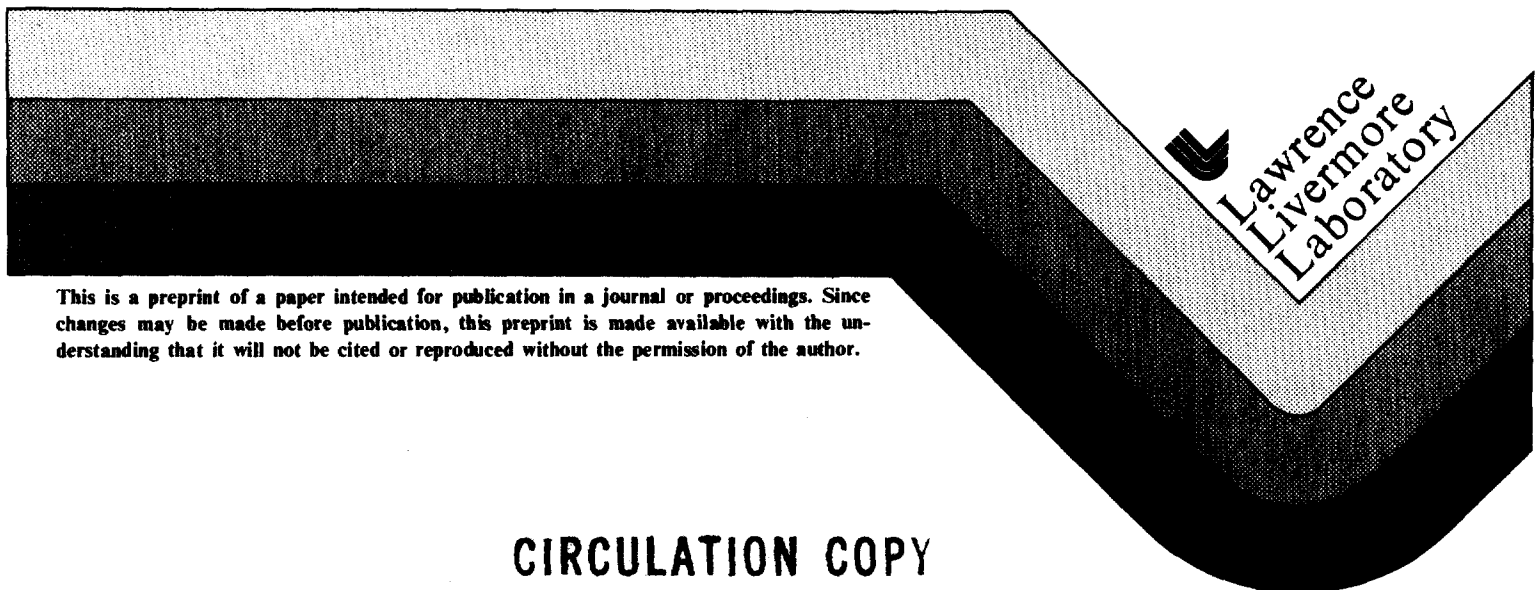 Lawrence
Livermore
Laboratory
This is a preprint of a paper intended for publication in a journal or proceedings. Since
changes may be made before publication, this preprint is made available with the un-
derstanding that it will not be cited or reproduced without the permission of the author.
CIRCULATION COPY